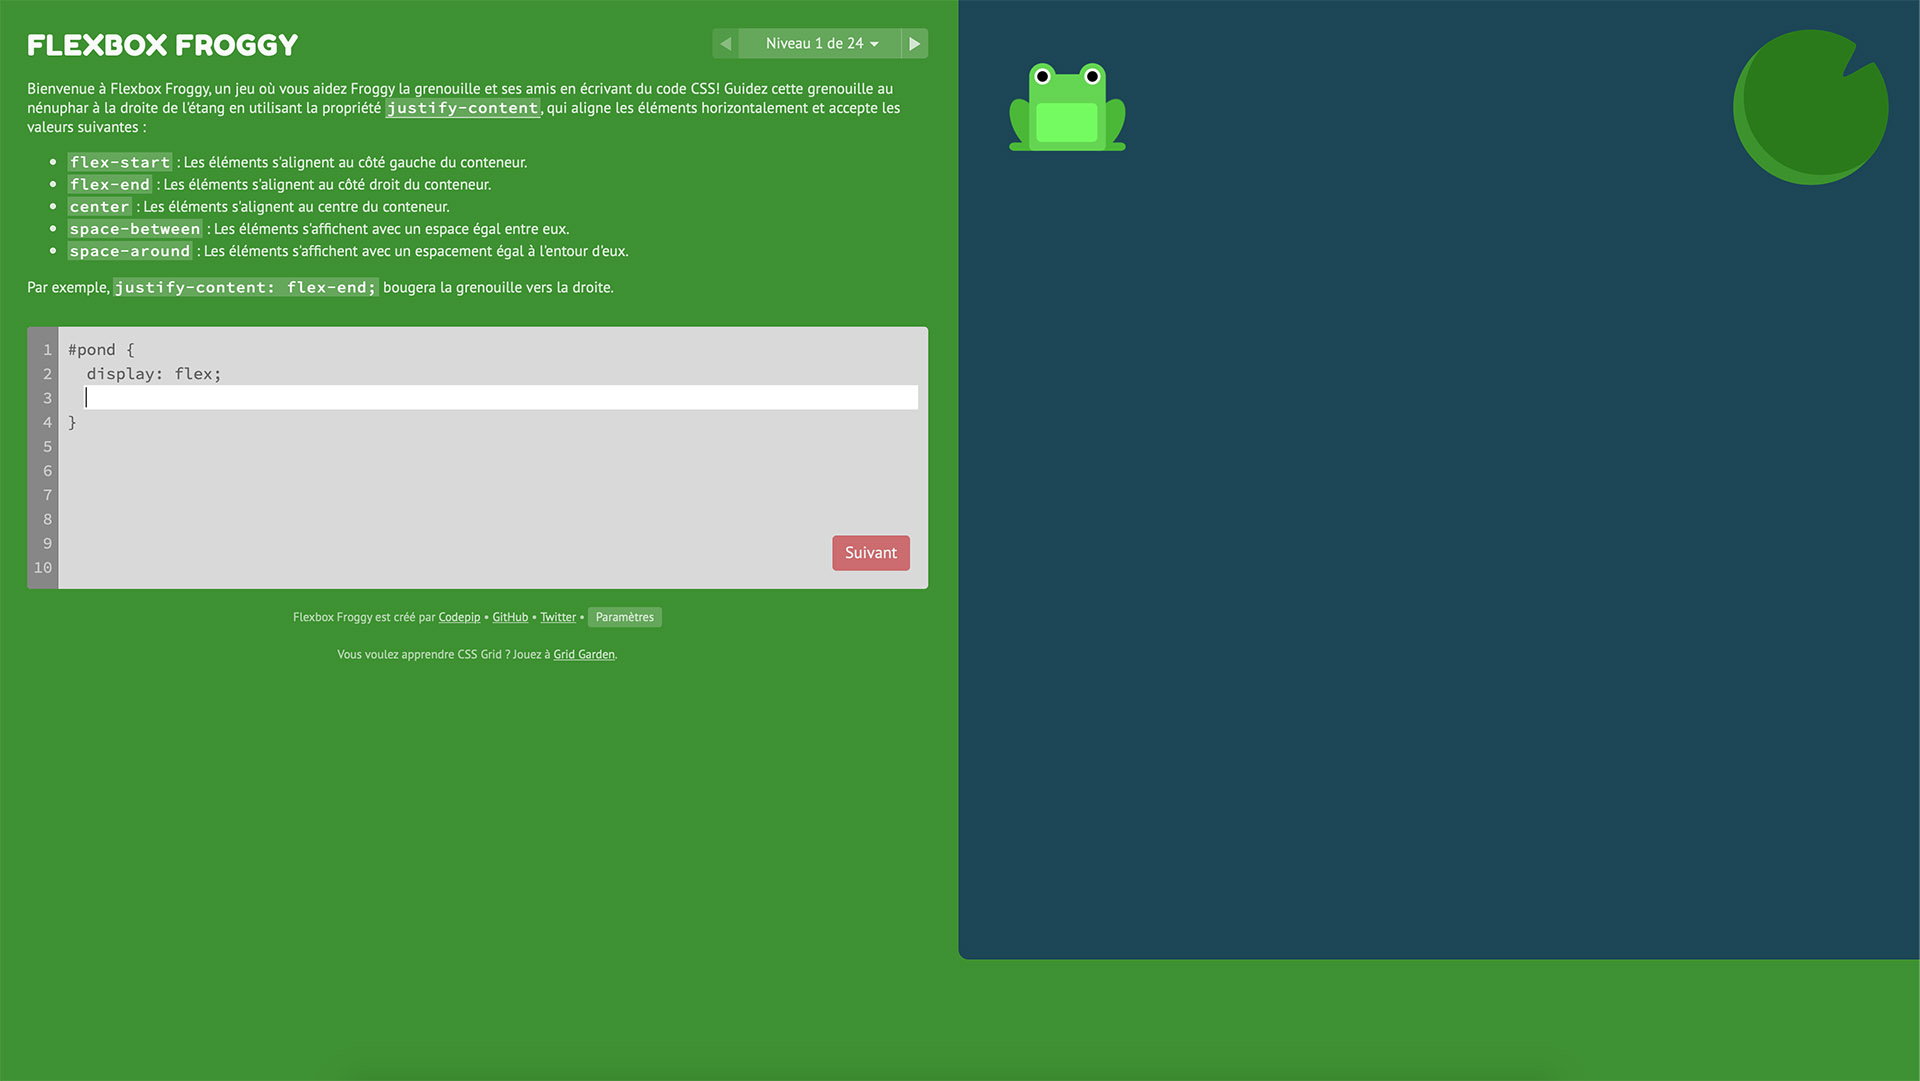 FLEXBOX FROGGY
Niveau 1 de 24
Bienvenue à Flexbox Froggy, un jeu où vous aidez Froggy la grenouille et ses amis en écrivant du code CSS! Guidez cette grenouille au
nénuphar à la droite de l'étang en utilisant la propriété justify-content, qui aligne les éléments horizontalement et accepte les
valeurs suivantes :
• flex-start : Les éléments s'alignent au côté gauche du conteneur.
• flex-end : Les éléments s'alignent au côté droit du conteneur.
• center : Les éléments s'alignent au centre du conteneur.
• space-between : Les éléments s'affichent avec un espace égal entre eux.
• space-around : Les éléments s'affichent avec un espacement égal à l'entour d'eux.
Par exemple, justify-content: flex-end; bougera la grenouille vers la droite.
1 #pond {
2 display: flex;
3
4 }
5
6
7
8
9
10
Suivant
Flexbox Froggy est créé par Codepip • GitHub • Twitter • Paramètres
Vous voulez apprendre CSS Grid ? Jouez à Grid Garden.